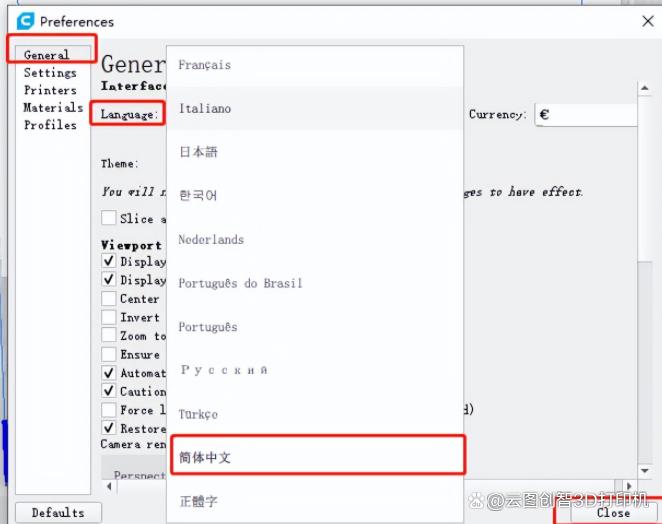 Preferences
General
Settings
Printers
Materials
Profiles
Gener
Interface
Language:
Currency: €
Theme:
You will n
ges to have effect.
Slice a
Viewport
Display
Display
Center
Invert
Zoom to
Ensure
Automat
Caution
Force l
d)
Restore
Camera ren
Perspect
Français
Italiano
日本語
한국어
Nederlands
Português do Brasil
Português
Русский
Türkçe
简体中文
正體字
Defaults
Close
@云图创智3D打印机